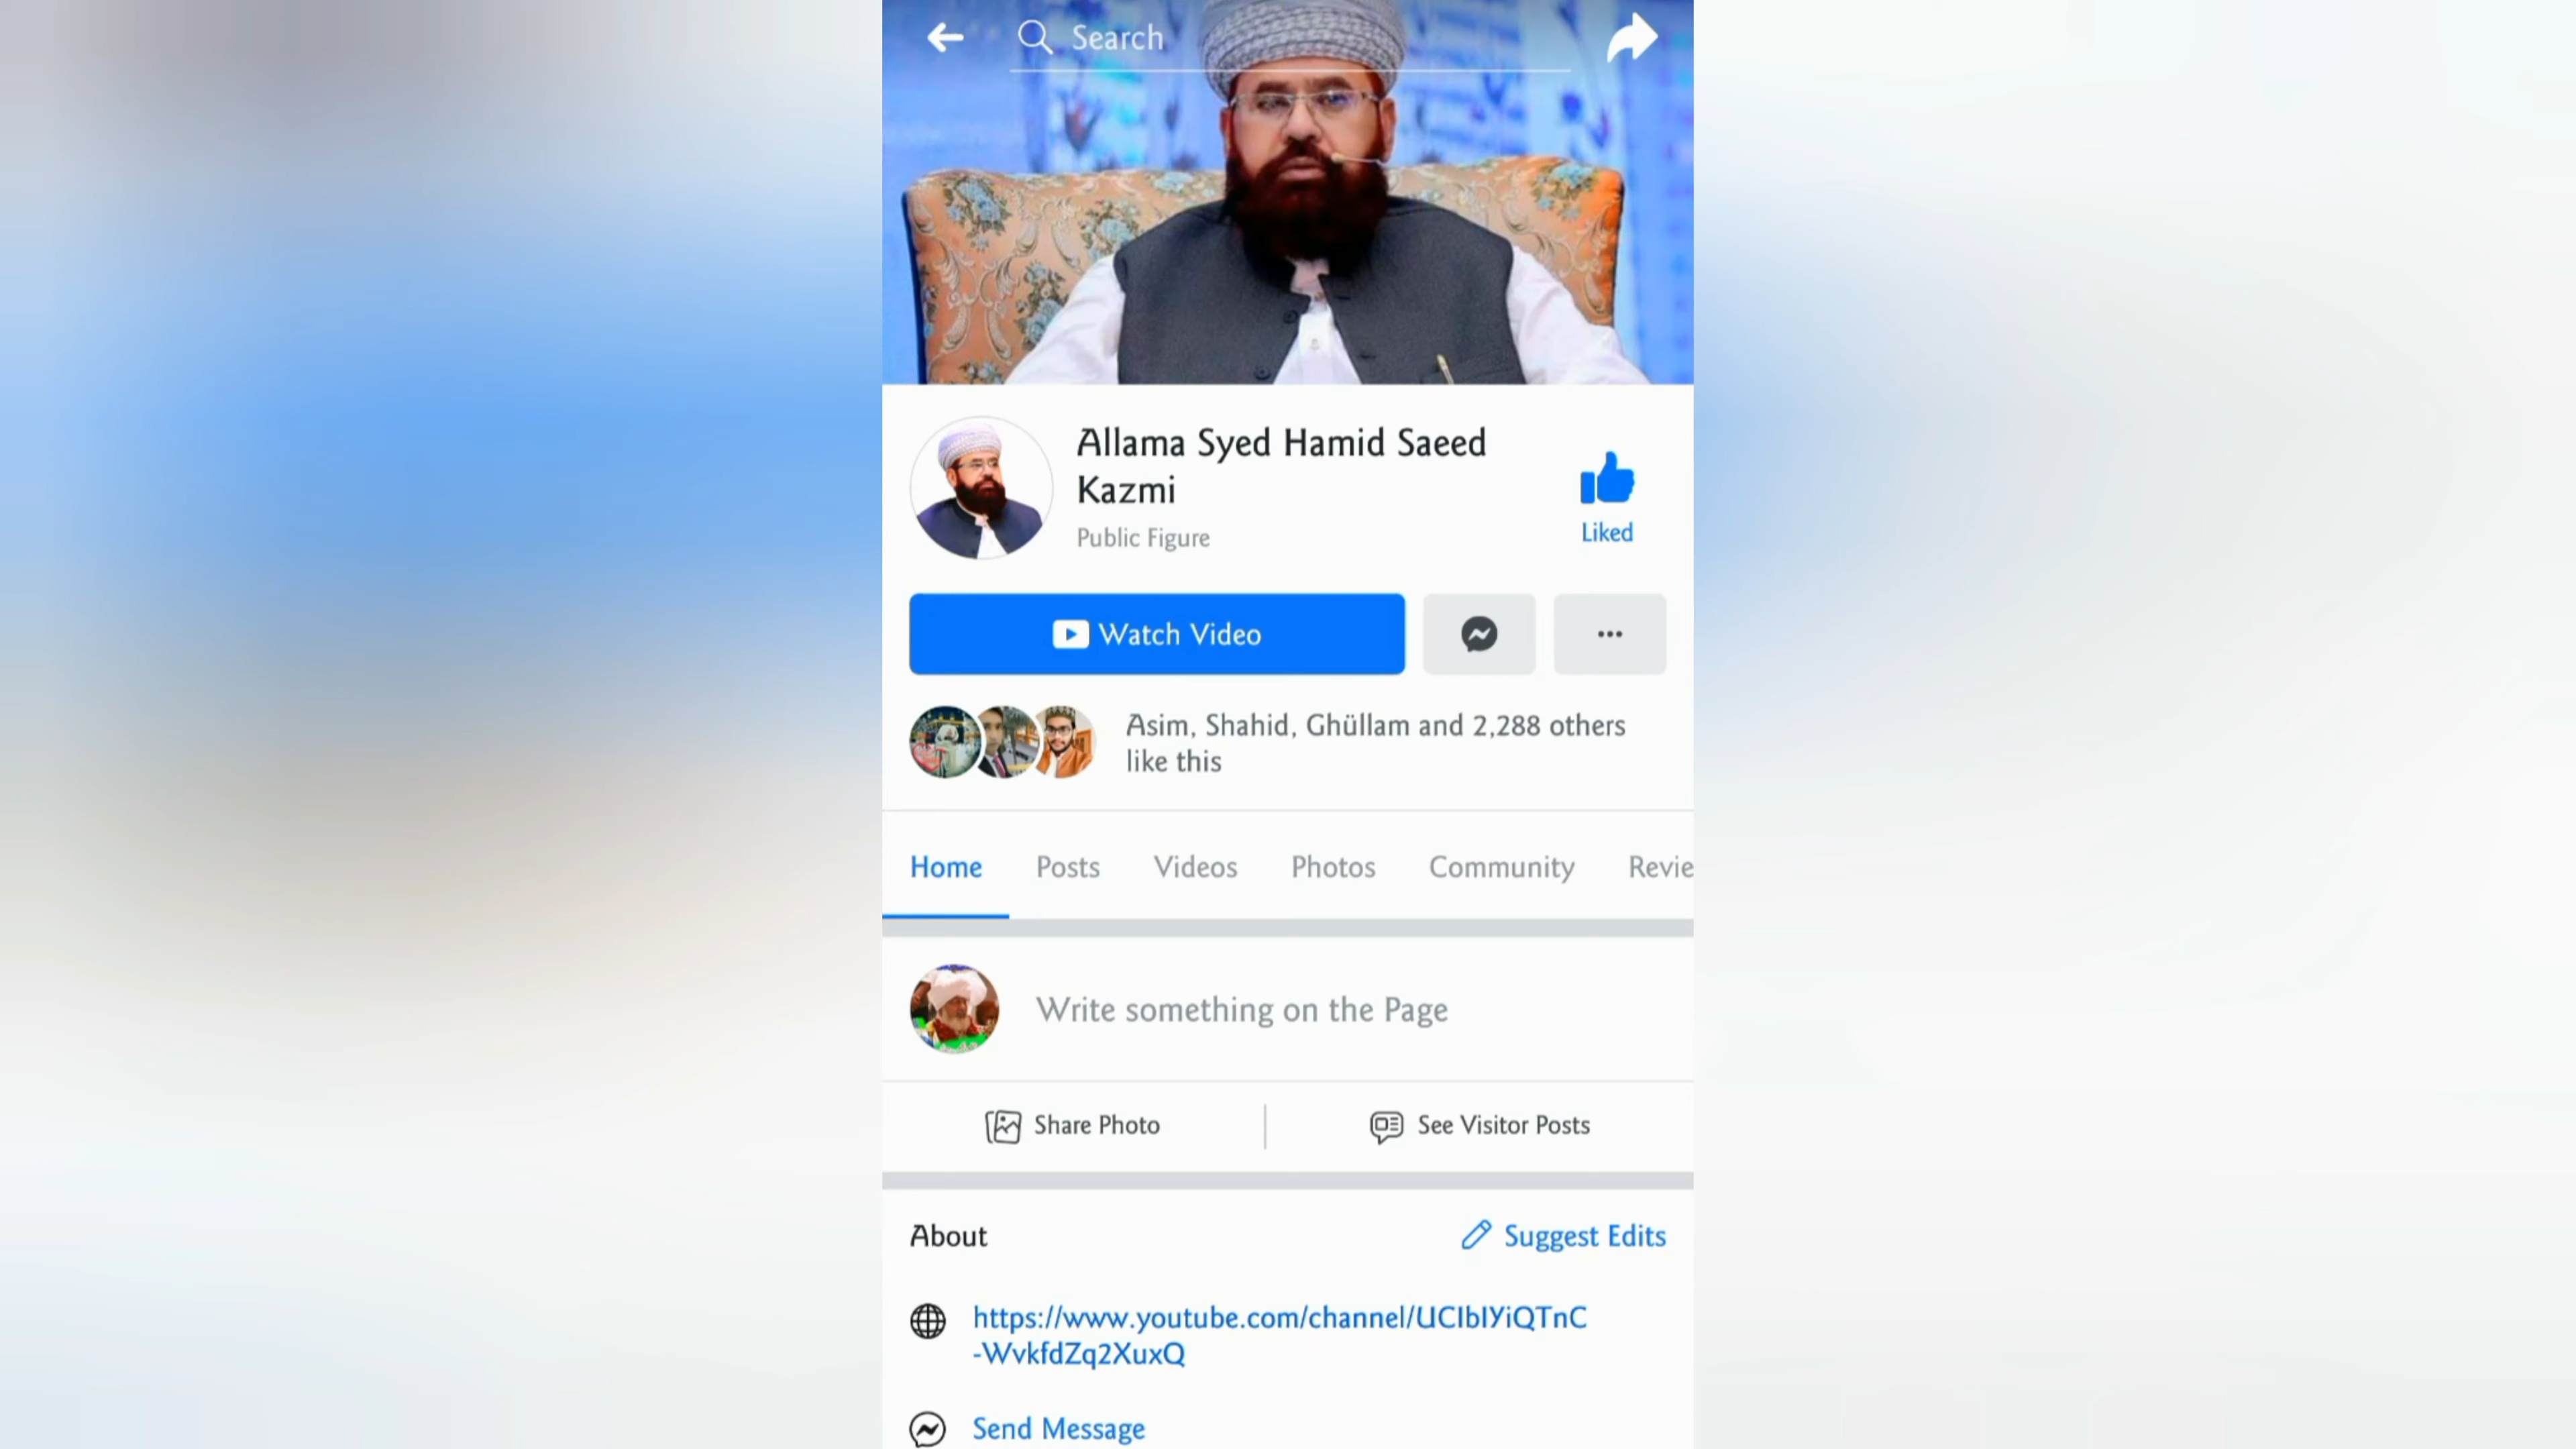 Search
Allama Syed Hamid Saeed
Kazmi
Public Figure
Liked
Watch Video
Asim, Shahid, Ghüllam and 2,288 others
like this
Home Posts Videos Photos Community Revie
Write something on the Page
Share Photo See Visitor Posts
About Suggest Edits
https://www.youtube.com/channel/UCIbIYiQTnC
-WvkfdZq2XuxQ
Send Message